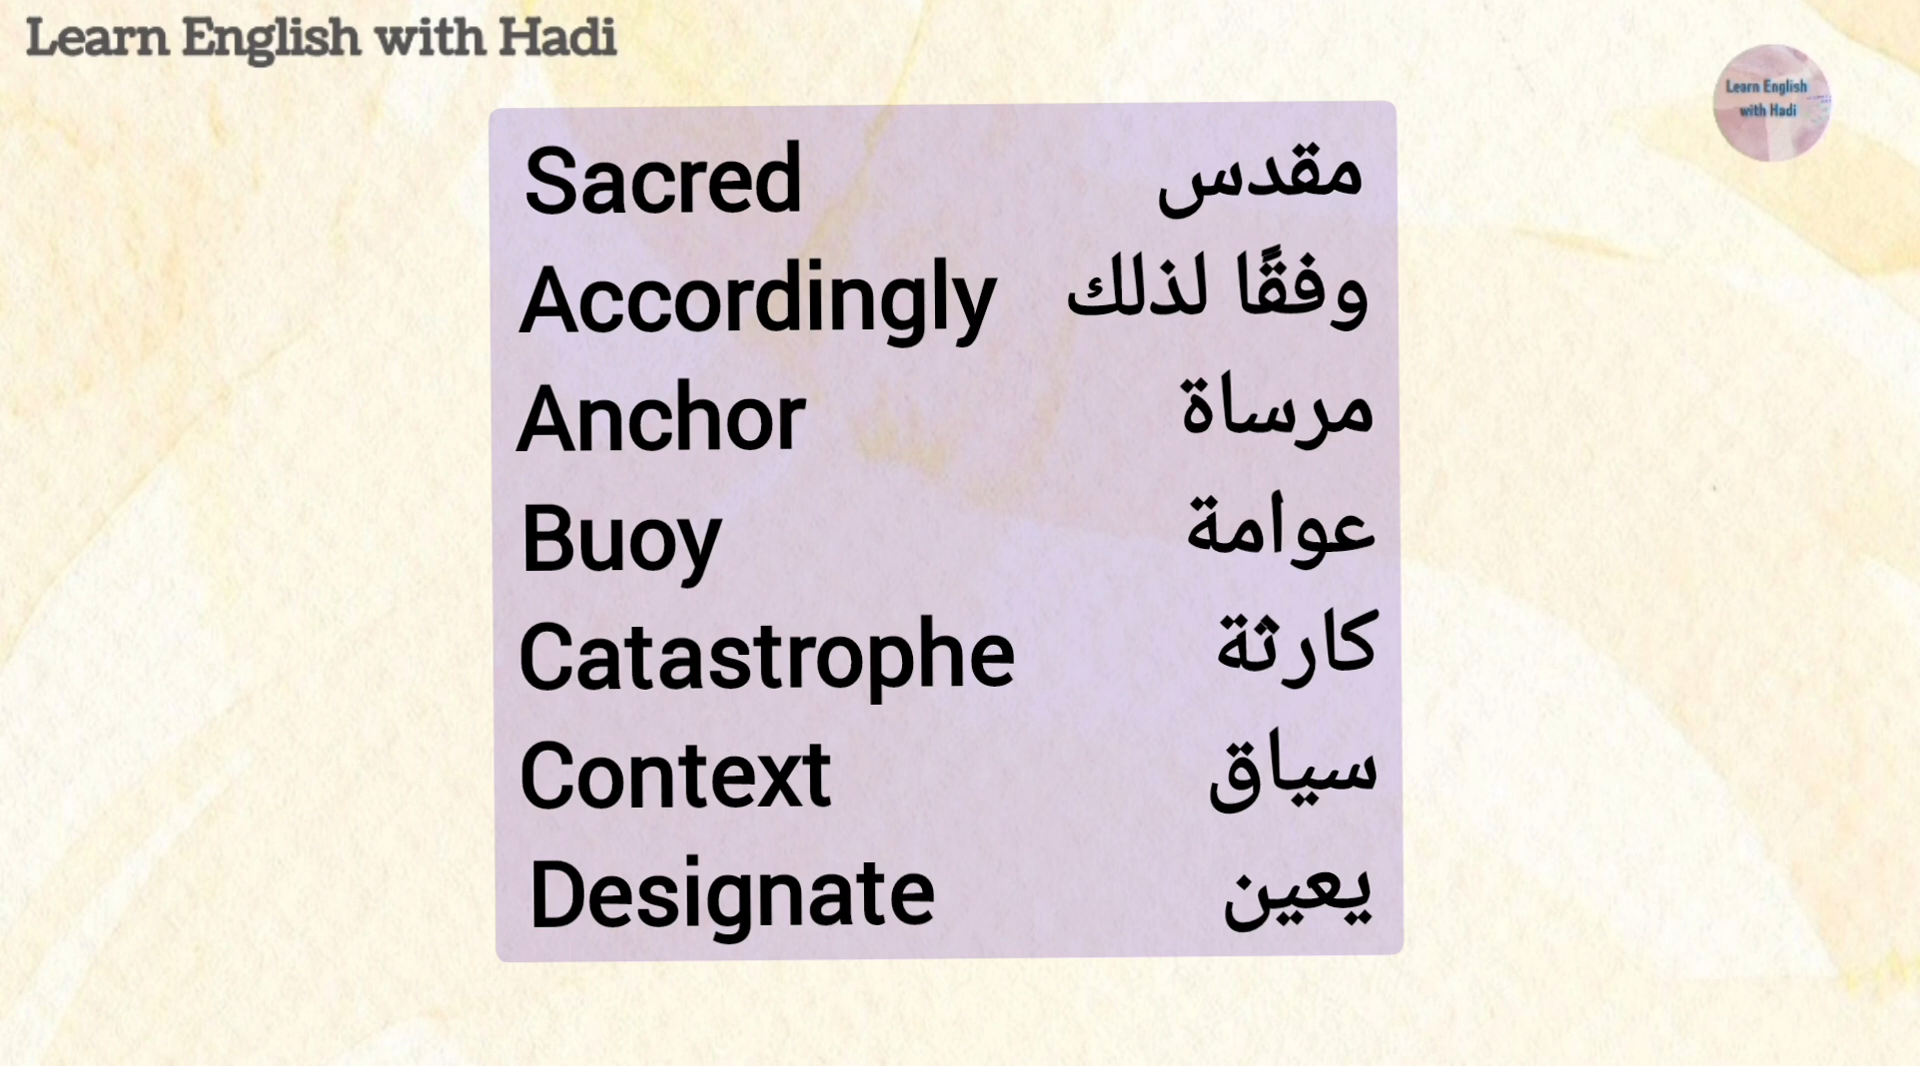 Learn English with Hadi
Learn English
with Hadi
Sacred مقدس
Accordingly وفقًا لذلك
Anchor مرساة
Buoy عوامة
Catastrophe كارثة
Context سياق
Designate يعين